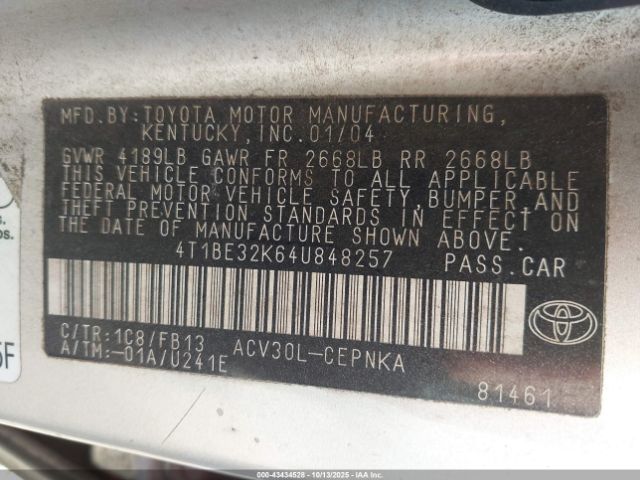 MFD.BY:TOYOTA MOTOR MANUFACTURING,
KENTUCKY,INC.01/04
GVWR 4189LB GAWR FR 2668LB RR 2668LB
THIS VEHICLE CONFORMS TO ALL APPLICABLE
FEDERAL MOTOR VEHICLE SAFETY,BUMPER,AND
THEFT PREVENTION STANDARDS IN EFFECT ON
THE DATE OF MANUFACTURE SHOWN ABOVE.
4T1BE32K64U848257 PASS.CAR
C/TR:1C8/FB13 ACV30L-CEPNKA
A/TM:-01A/U241E
81461
000-43434528 - 10/13/2025 - IAA Inc.